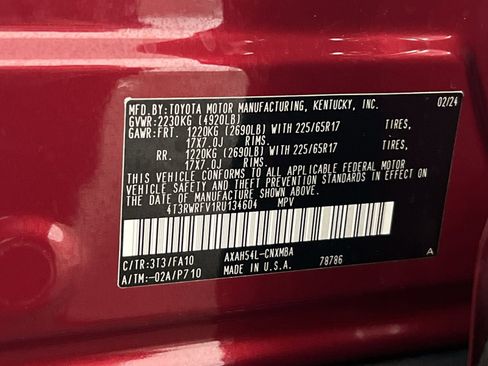 MFD.BY:TOYOTA MOTOR MANUFACTURING, KENTUCKY, INC. 02/24
GVWR:2230KG (4920LB)
GAWR:FRT. 1220KG (2690LB) WITH 225/65R17 TIRES,
17X7.0J RIMS.
RR. 1220KG (2690LB) WITH 225/65R17 TIRES,
17X7.0J RIMS.
THIS VEHICLE CONFORMS TO ALL APPLICABLE FEDERAL MOTOR
VEHICLE SAFETY AND THEFT PREVENTION STANDARDS IN EFFECT
ON THE DATE OF MANUFACTURE SHOWN ABOVE.
4T3RWRFV1RU134604 MPV
C/TR:3T3/FA10 AXAH54L-CNXMBA A
A/TM:-02A/P710 MADE IN U.S.A. 78786